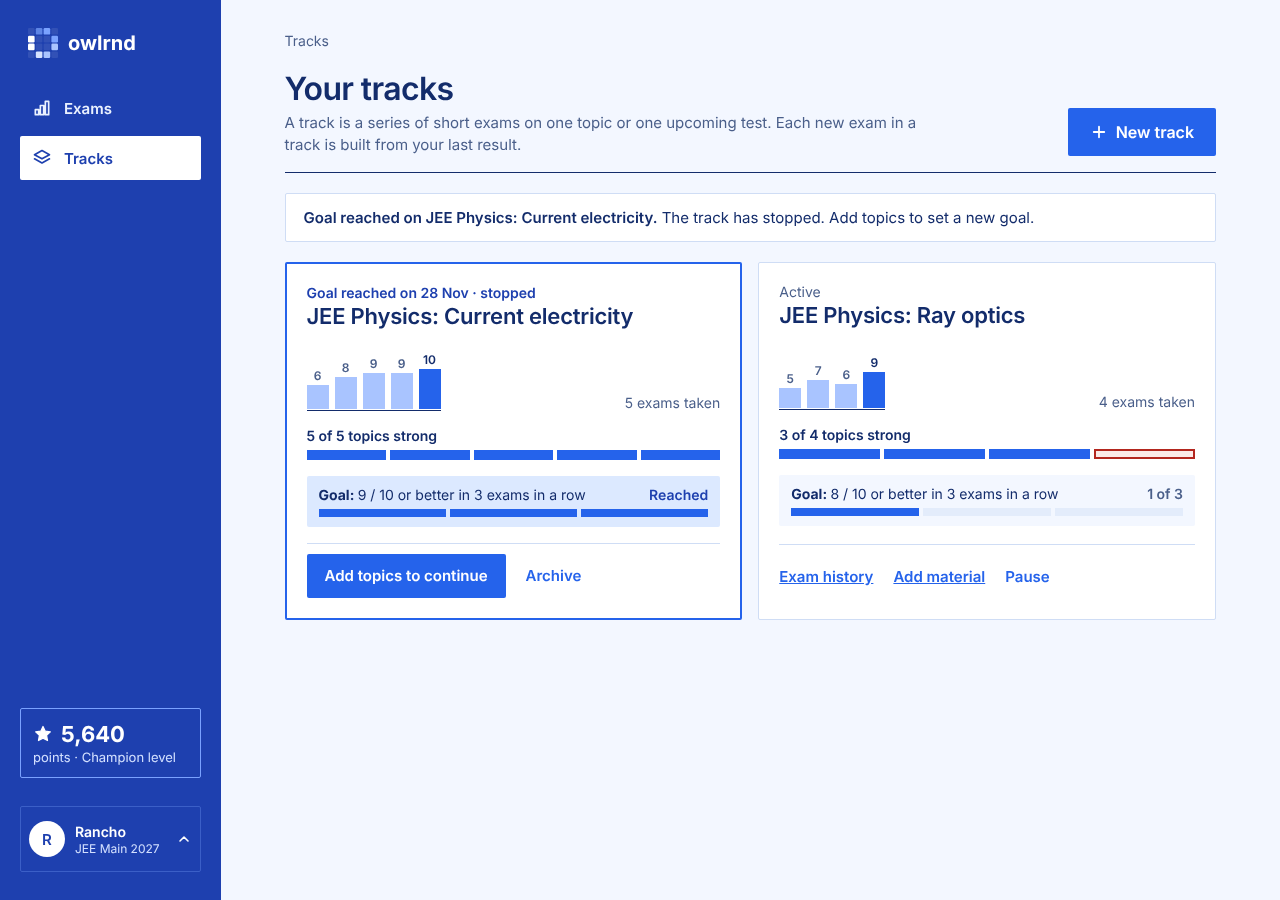 owlrnd
Exams
Tracks
5,640
points · Champion level
R
Rancho
JEE Main 2027
Tracks
Your tracks
A track is a series of short exams on one topic or one upcoming test. Each new exam in a
track is built from your last result.
New track
Goal reached on JEE Physics: Current electricity. The track has stopped. Add topics to set a new goal.
Goal reached on 28 Nov · stopped
JEE Physics: Current electricity
6 8 9 9 10
5 exams taken
5 of 5 topics strong
Goal: 9 / 10 or better in 3 exams in a row
Reached
Add topics to continue
Archive
Active
JEE Physics: Ray optics
5 7 6 9
4 exams taken
3 of 4 topics strong
Goal: 8 / 10 or better in 3 exams in a row
1 of 3
Exam history
Add material
Pause